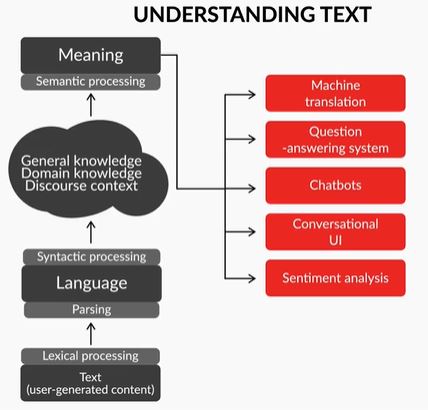 UNDERSTANDING TEXT
Meaning
Semantic processing
General knowledge
Domain knowledge
Discourse context
Syntactic processing
Language
Parsing
Lexical processing
Text
(user-generated content)
Machine
translation
Question
-answering system
Chatbots
Conversational
UI
Sentiment analysis